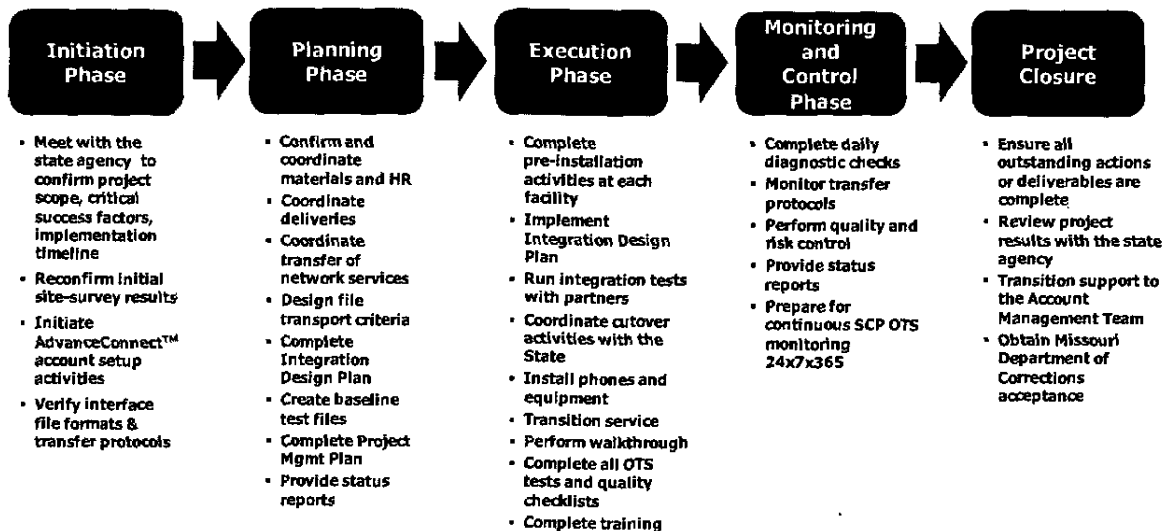 Initiation
Phase
Planning
Phase
Execution
Phase
Monitoring
and
Control
Phase
Project
Closure
▪ Meet with the
state agency to
confirm project
scope, critical
success factors,
implementation
timeline
▪ Reconfirm initial
site-survey results
▪ Initiate
AdvanceConnect™
account setup
activities
▪ Verify interface
file formats &
transfer protocols
▪ Confirm and
coordinate
materials and HR
▪ Coordinate
deliveries
▪ Coordinate
transfer of
network services
▪ Design file
transport criteria
▪ Complete
Integration
Design Plan
▪ Create baseline
test files
▪ Complete Project
Mgmt Plan
▪ Provide status
reports
▪ Complete
pre-installation
activities at each
facility
▪ Implement
Integration Design
Plan
▪ Run integration tests
with partners
▪ Coordinate cutover
activities with the
State
▪ Install phones and
equipment
▪ Transition service
▪ Perform walkthrough
▪ Complete all OTS
tests and quality
checklists
▪ Complete training
▪ Complete daily
diagnostic checks
▪ Monitor transfer
protocols
▪ Perform quality and
risk control
▪ Provide status
reports
▪ Prepare for
continuous SCP OTS
monitoring
24x7x365
▪ Ensure all
outstanding actions
or deliverables are
complete
▪ Review project
results with the state
agency
▪ Transition support to
the Account
Management Team
▪ Obtain Missouri
Department of
Corrections
acceptance